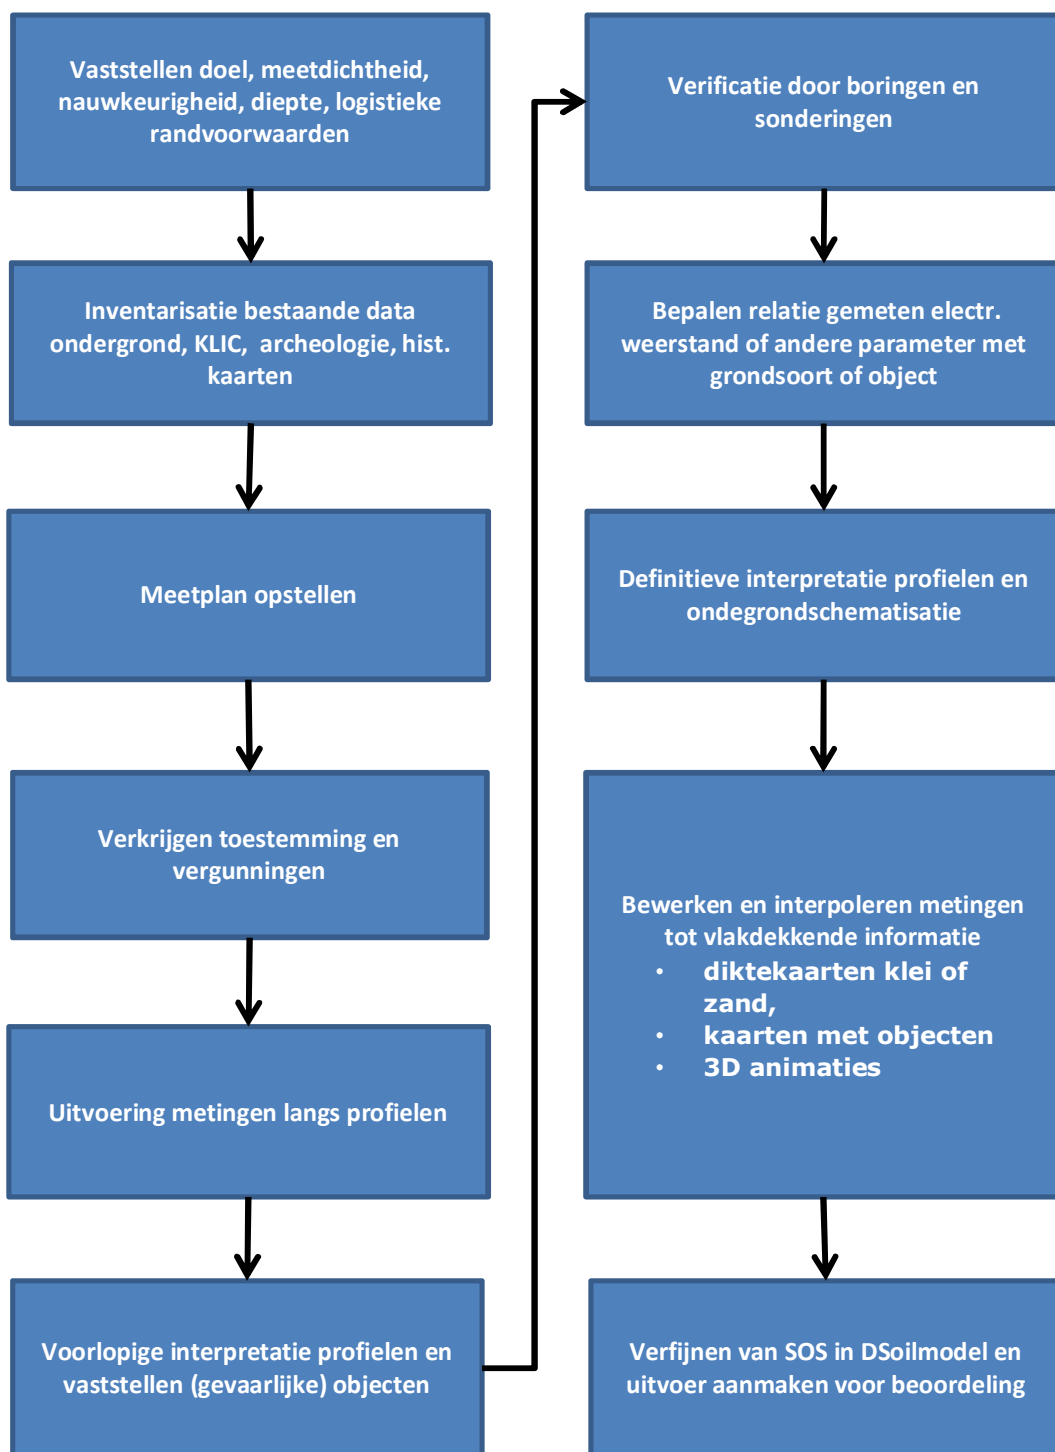 Vaststellen doel, meetdichtheid,
nauwkeurigheid, diepte, logistieke
randvoorwaarden
Inventarisatie bestaande data
ondergrond, KLIC, archeologie, hist.
kaarten
Meetplan opstellen
Verkrijgen toestemming en
vergunningen
Uitvoering metingen langs profielen
Voorlopige interpretatie profielen en
vaststellen (gevaarlijke) objecten
Verificatie door boringen en
sonderingen
Bepalen relatie gemeten electr.
weerstand of andere parameter met
grondsoort of object
Definitieve interpretatie profielen en
ondegrondschematisatie
Bewerken en interpoleren metingen
tot vlakdekkende informatie
• diktekaarten klei of
zand,
• kaarten met objecten
• 3D animaties
Verfijnen van SOS in DSoilmodel en
uitvoer aanmaken voor beoordeling